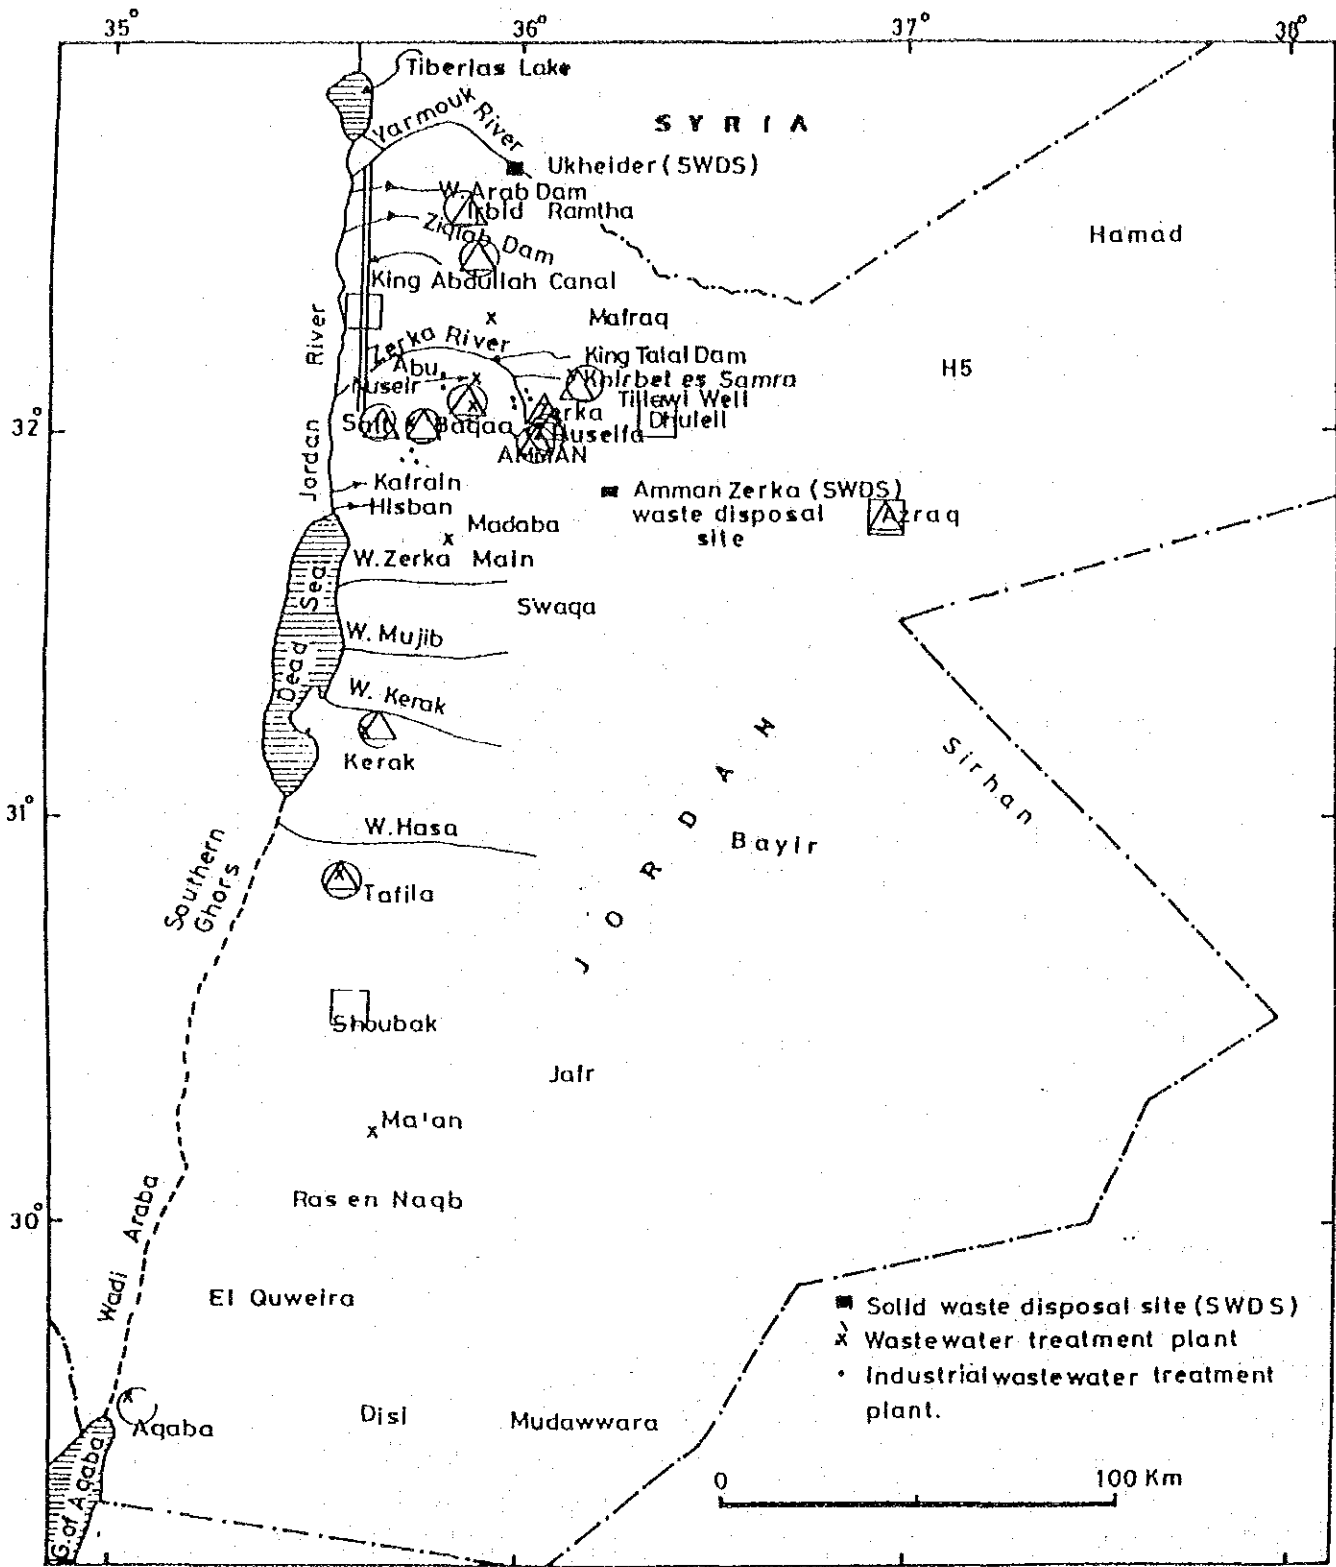 35° 36° 37° 38°
Tiberias Lake
Yarmouk River
SYRIA
Ukheider (SWDS)
W. Arab Dam
Irbid Ramtha
Ziqlab Dam
Hamad
King Abdullah Canal
Mafraq
Zerka River
King Talal Dam
H5
Abu
Nuseir
Khirbet es Samra
Tillawi Well
Jordan River
Zerka
Dhulell
32°
Salt
Baqaa
Ruseifa
AMMAN
Kafrain
Amman Zerka (SWDS)
waste disposal
site
Hisban
Azraq
Madaba
W. Zerka Main
Swaqa
Dead Sea
W. Mujib
W. Kerak
Kerak
JORDAN
Sirhan
31°
W. Hasa
Bayir
Southern
Ghors
Tafila
Shoubak
Jafr
Ma'an
Ras en Naqb
30°
Wadi Araba
El Quweira
Solid waste disposal site (SWDS)
x Wastewater treatment plant
• Industrial wastewater treatment
plant.
Disi
Mudawwara
Aqaba
G. of Aqaba
0 100 Km